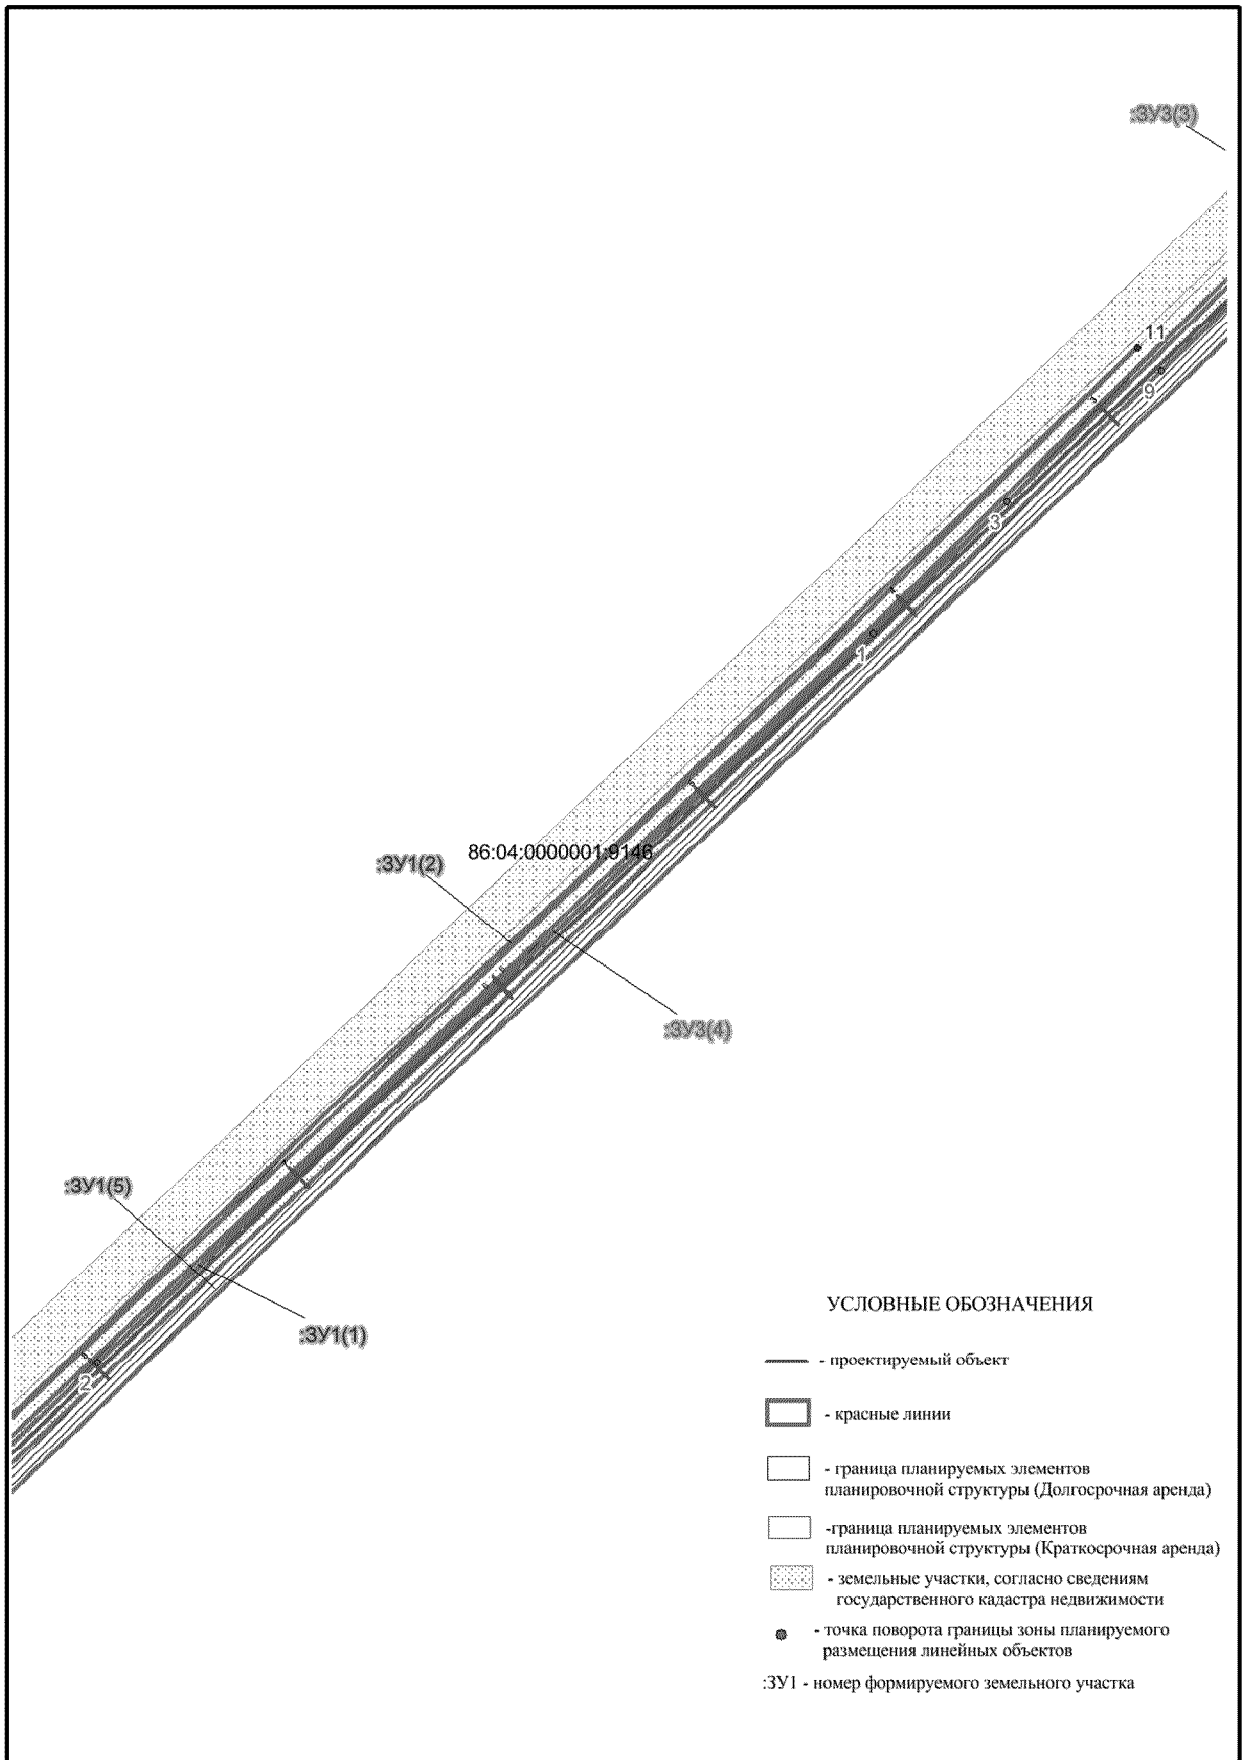 :ЗУ3(3)
11
9
3
1
86:04:0000001:9146
:ЗУ1(2)
:ЗУ3(4)
:ЗУ1(5)
:ЗУ1(1)
2
УСЛОВНЫЕ ОБОЗНАЧЕНИЯ
- проектируемый объект
- красные линии
- граница планируемых элементов
планировочной структуры (Долгосрочная аренда)
-граница планируемых элементов
планировочной структуры (Краткосрочная аренда)
- земельные участки, согласно сведениям
государственного кадастра недвижимости
- точка поворота границы зоны планируемого
размещения линейных объектов
:ЗУ1 - номер формируемого земельного участка